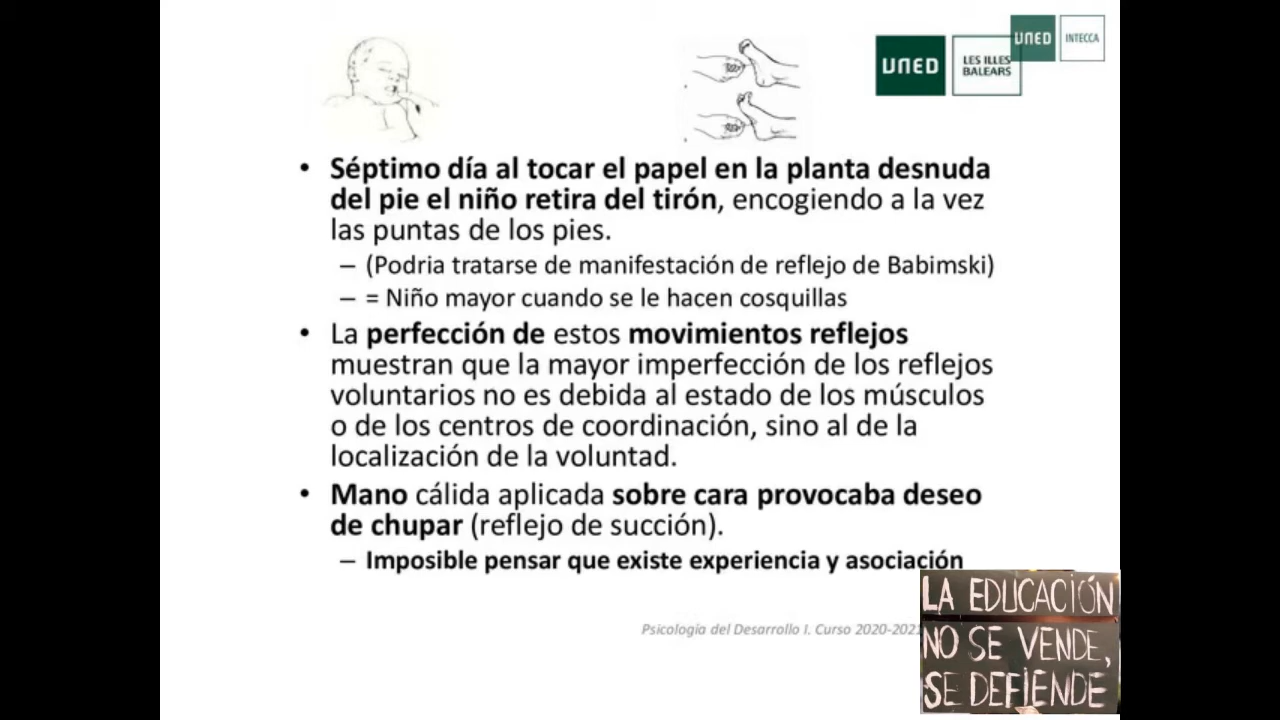 UNED
LES ILLES
BALEARS
UNED
INTECCA
• Séptimo día al tocar el papel en la planta desnuda
del pie el niño retira del tirón, encogiendo a la vez
las puntas de los pies.
– (Podria tratarse de manifestación de reflejo de Babimski)
– = Niño mayor cuando se le hacen cosquillas
• La perfección de estos movimientos reflejos
muestran que la mayor imperfección de los reflejos
voluntarios no es debida al estado de los músculos
o de los centros de coordinación, sino al de la
localización de la voluntad.
• Mano cálida aplicada sobre cara provocaba deseo
de chupar (reflejo de succión).
– Imposible pensar que existe experiencia y asociación
Psicología del Desarrollo I. Curso 2020-2021
LA EDUCACIÓN
NO SE VENDE,
SE DEFIENDE